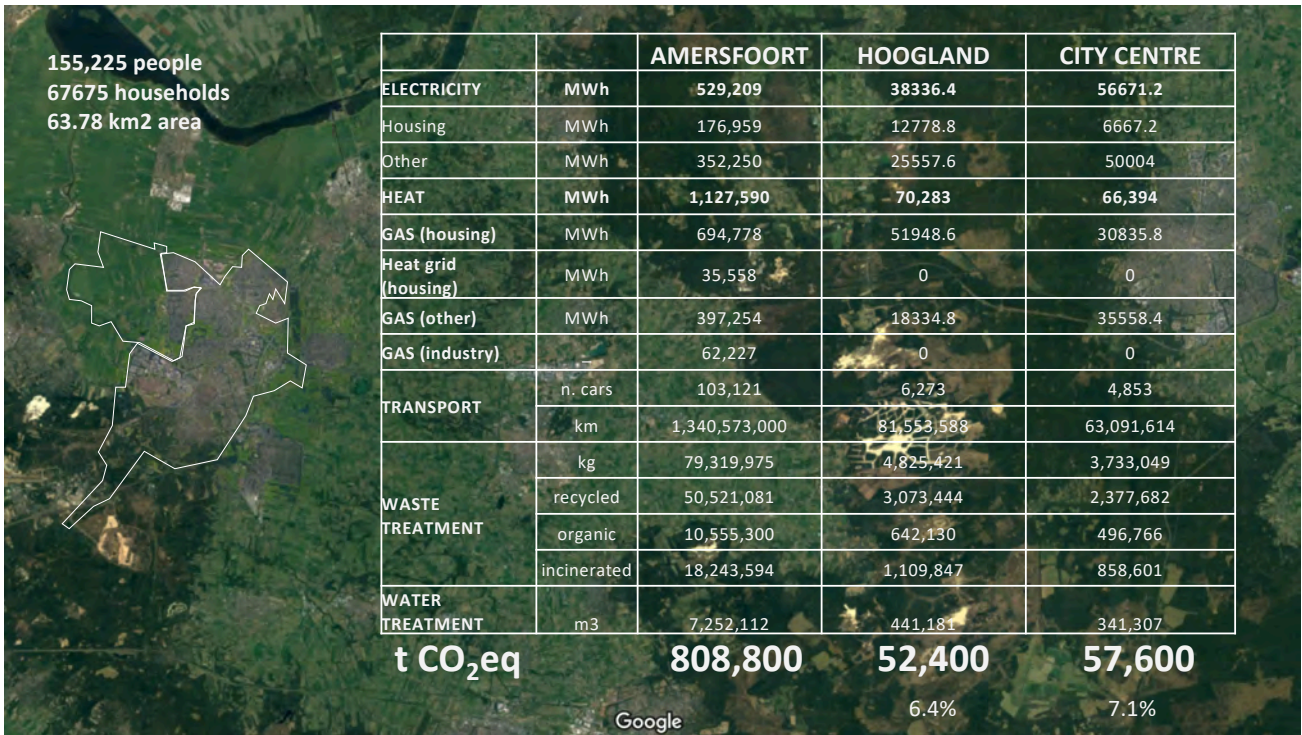 155,225 people
67675 households
63.78 km2 area
AMERSFOORT HOOGLAND CITY CENTRE
ELECTRICITY MWh 529,209 38336.4 56671.2
Housing MWh 176,959 12778.8 6667.2
Other MWh 352,250 25557.6 50004
HEAT MWh 1,127,590 70,283 66,394
GAS (housing) MWh 694,778 51948.6 30835.8
Heat grid
(housing) MWh 35,558 0 0
GAS (other) MWh 397,254 18334.8 35558.4
GAS (industry) 62,227 0 0
TRANSPORT
n. cars 103,121 6,273 4,853
km 1,340,573,000 81,553,588 63,091,614
WASTE
TREATMENT
kg 79,319,975 4,825,421 3,733,049
recycled 50,521,081 3,073,444 2,377,682
organic 10,555,300 642,130 496,766
incinerated 18,243,594 1,109,847 858,601
WATER
TREATMENT m3 7,252,112 441,181 341,307
t CO₂eq 808,800 52,400 57,600
6.4% 7.1%
Google